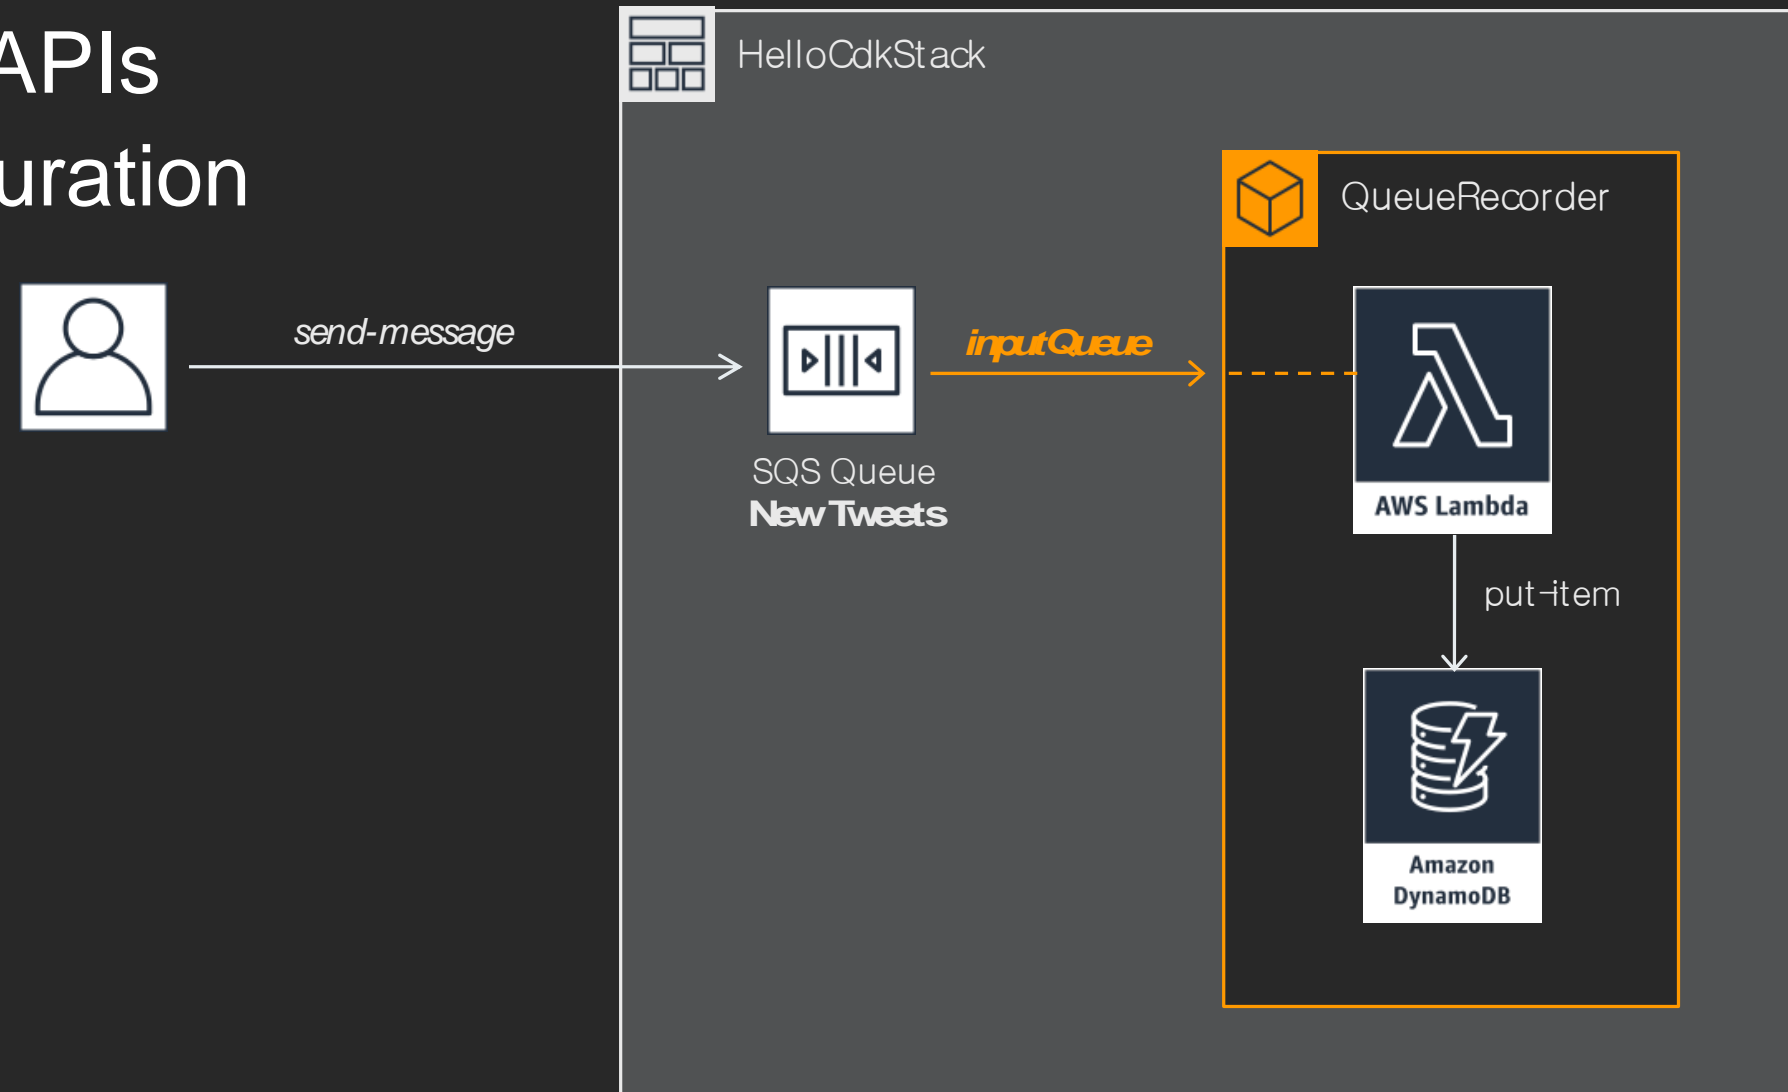 APIs
uration
HelloCdkStack
QueueRecorder
send-message
inputQueue
SQS Queue
New Tweets
AWS Lambda
put-item
Amazon
DynamoDB